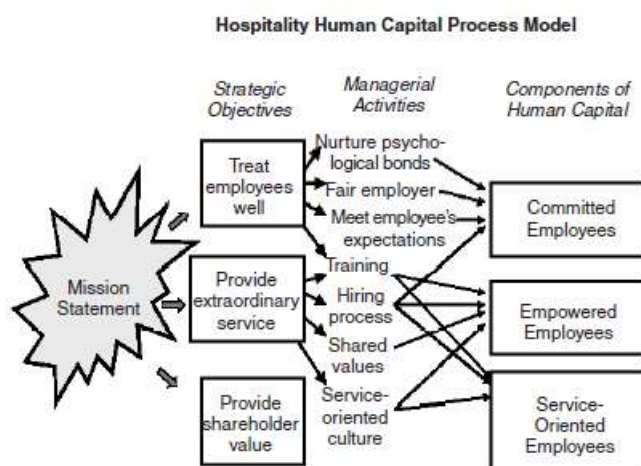 Hospitality Human Capital Process Model
Strategic
Objectives
Managerial
Activities
Components of
Human Capital
Mission
Statement
Treat
employees
well
Provide
extraordinary
service
Provide
shareholder
value
Nurture psycho-
logical bonds
Fair employer
Meet employee's
expectations
Training
Hiring
process
Shared
values
Service-
oriented
culture
Committed
Employees
Empowered
Employees
Service-
Oriented
Employees